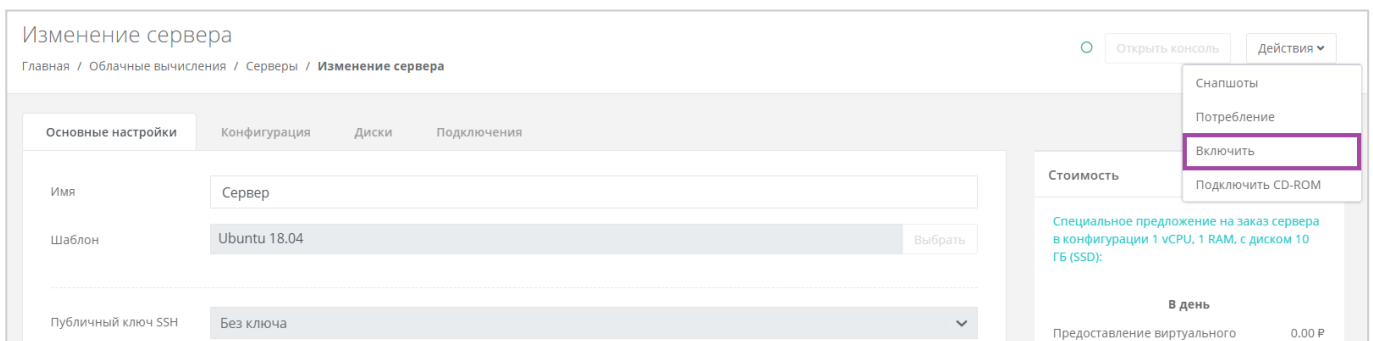 Изменение сервера
Главная / Облачные вычисления / Серверы / Изменение сервера
Открыть консоль
Действия
Снапшоты
Потребление
Включить
Подключить CD-ROM
Основные настройки
Конфигурация
Диски
Подключения
Имя
Сервер
Шаблон
Ubuntu 18.04
Выбрать
Публичный ключ SSH
Без ключа
Стоимость
Специальное предложение на заказ сервера
в конфигурации 1 vCPU, 1 RAM, с диском 10
ГБ (SSD):
В день
Предоставление виртуального 0.00 ₽